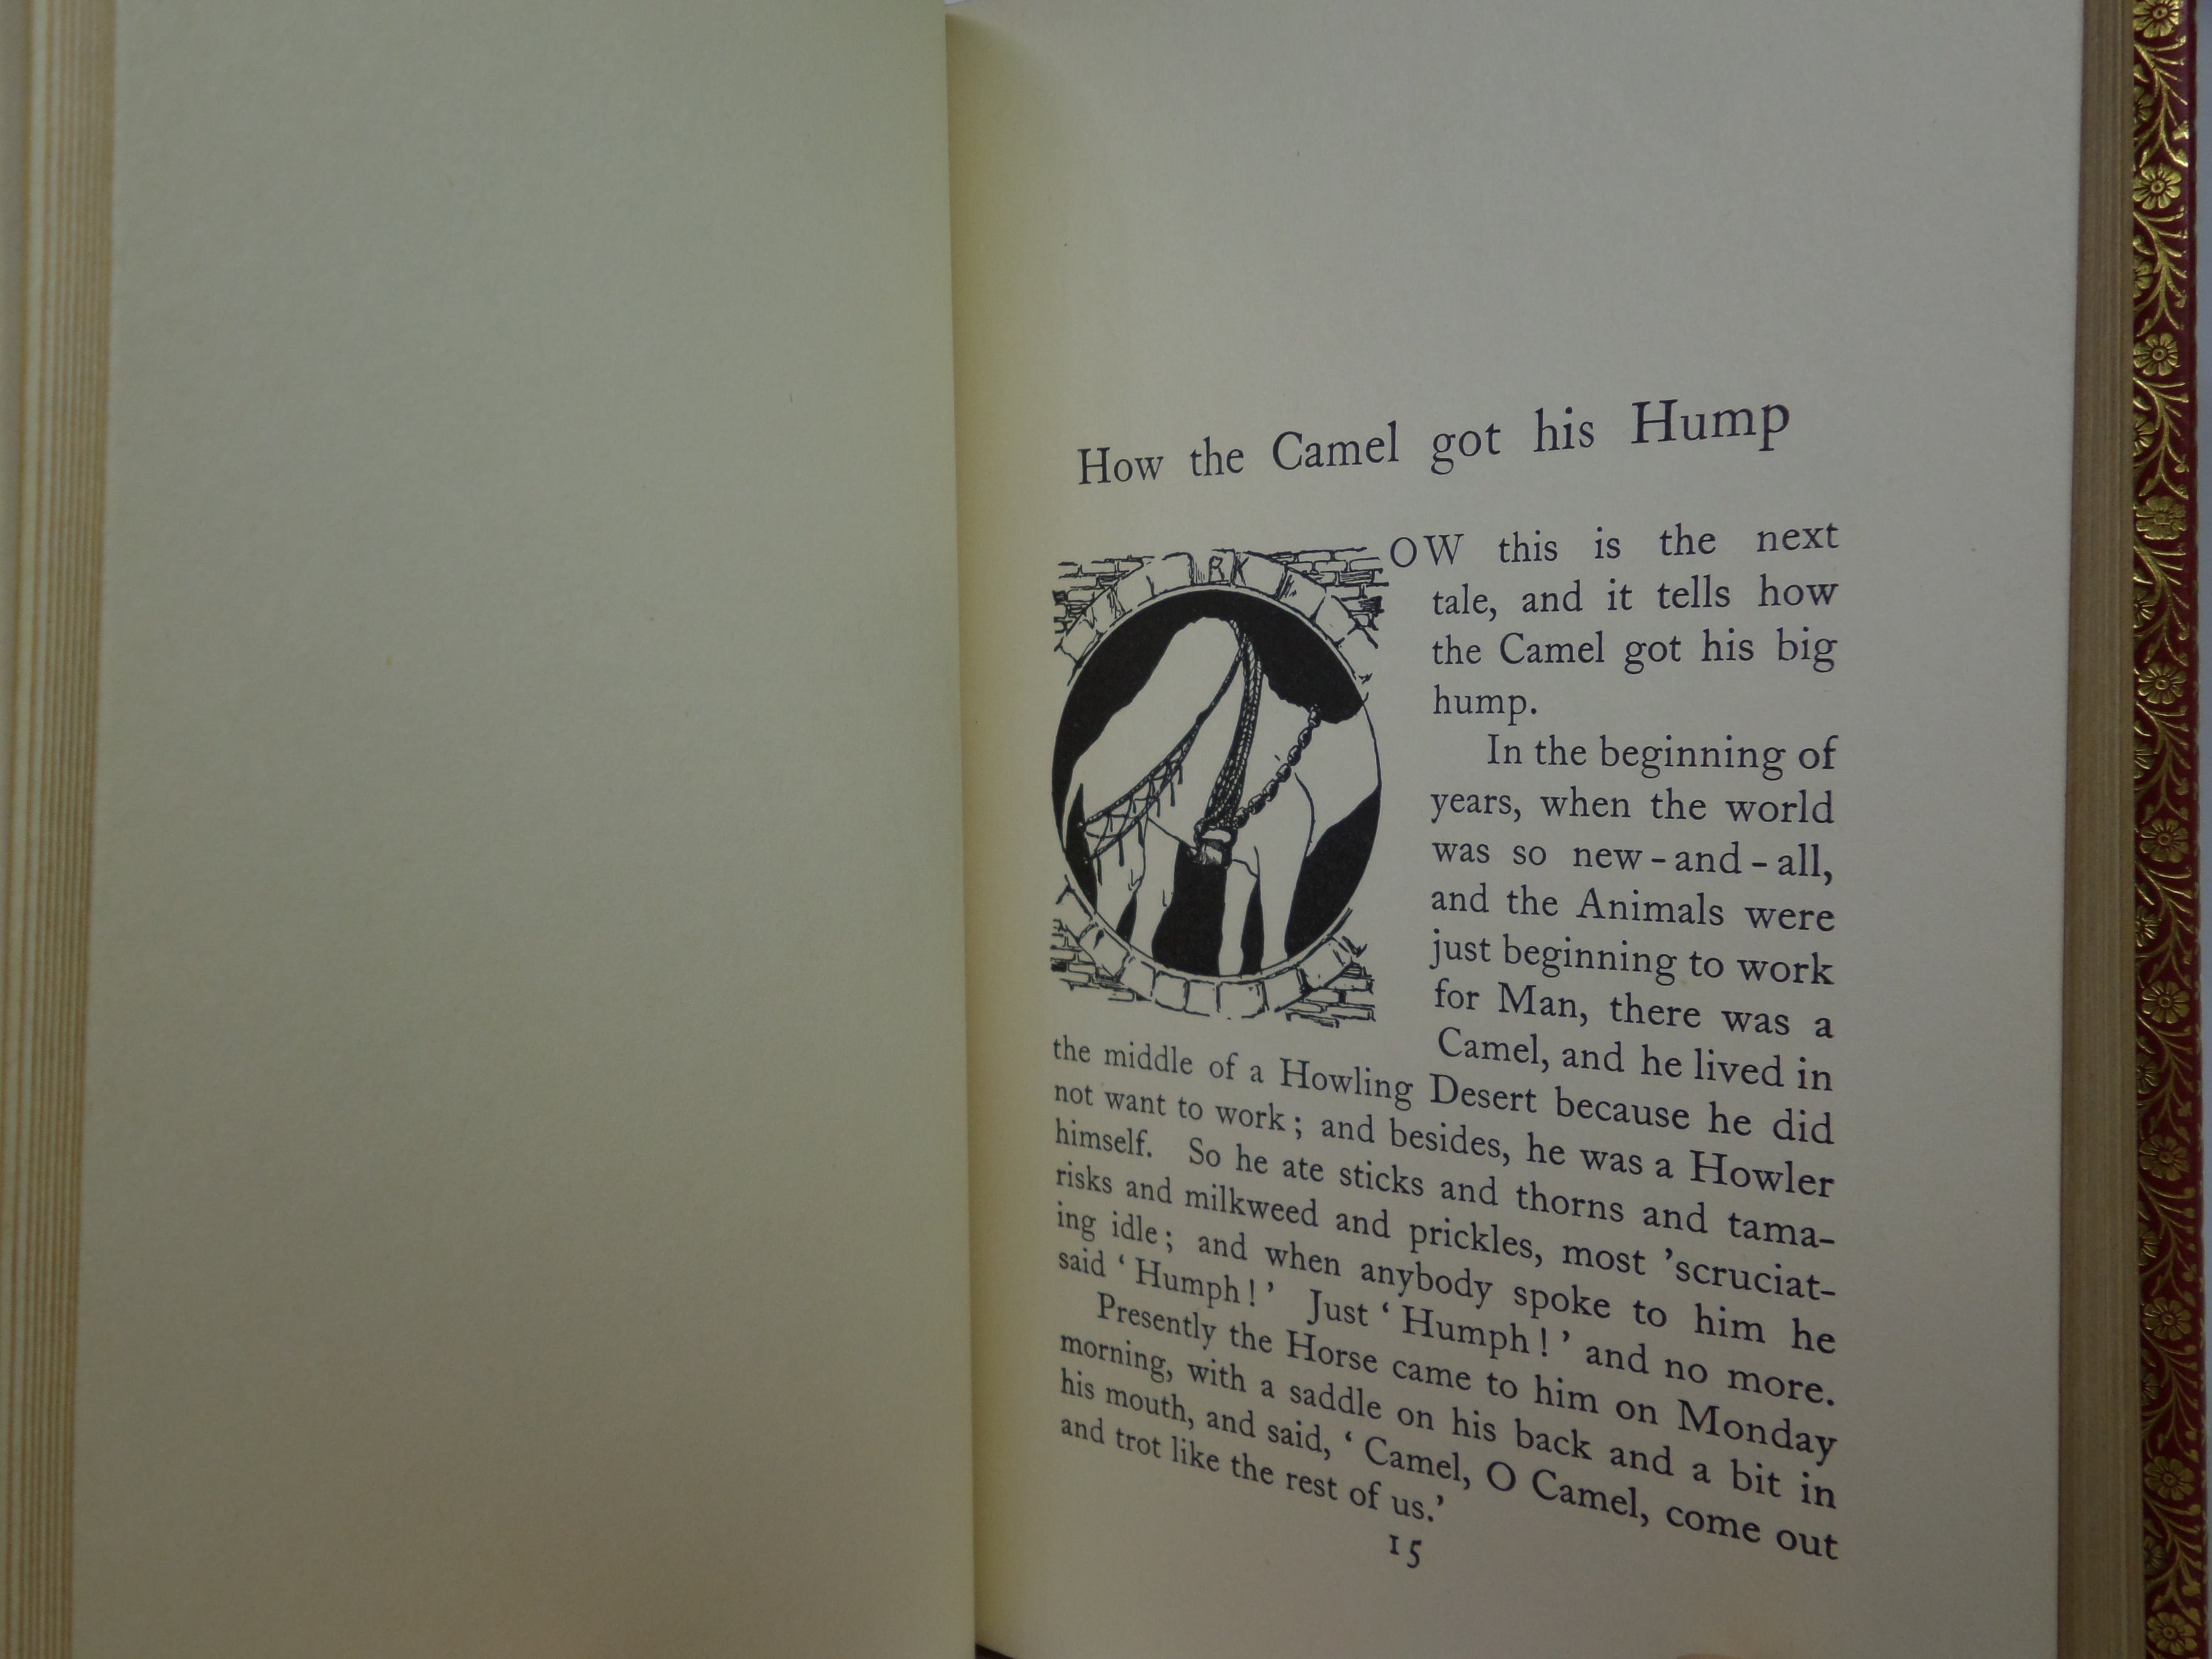 How the Camel got his Hump
RK
OW this is the next
tale, and it tells how
the Camel got his big
hump.
In the beginning of
years, when the world
was so new-and-all,
and the Animals were
just beginning to work
for Man, there was a
Camel, and he lived in
the middle of a Howling Desert because he did
not want to work; and besides, he was a Howler
himself. So he ate sticks and thorns and tama-
risks and milkweed and prickles, most 'scruciat-
ing idle; and when anybody spoke to him he
said ‘Humph!’ Just ‘Humph!’ and no more.
Presently the Horse came to him on Monday
morning, with a saddle on his back and a bit in
his mouth, and said, ‘Camel, O Camel, come out
and trot like the rest of us.’
15